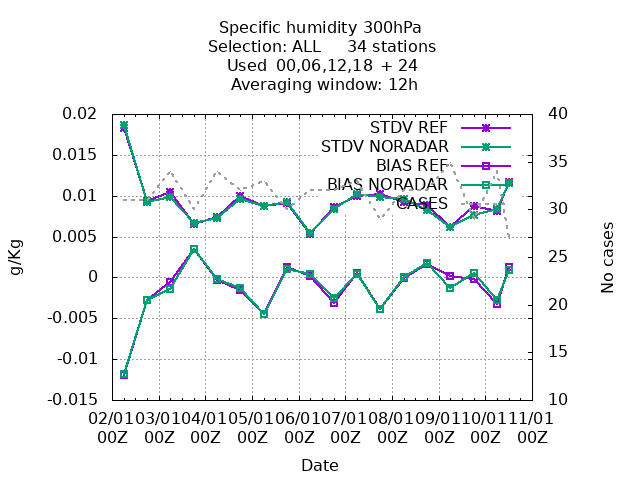 Specific humidity 300hPa
Selection: ALL 34 stations
Used 00,06,12,18 + 24
Averaging window: 12h
0.02
0.015
0.01
0.005
0
-0.005
-0.01
-0.015
g/Kg
40
35
30
25
20
15
10
No cases
STDV REF
STDV NORADAR
BIAS REF
BIAS NORADAR
CASES
02/01 03/01 04/01 05/01 06/01 07/01 08/01 09/01 10/01 11/01
00Z 00Z 00Z 00Z 00Z 00Z 00Z 00Z 00Z 00Z
Date